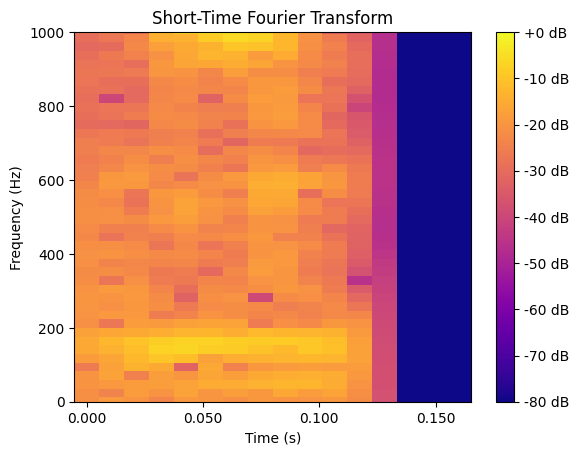 Short-Time Fourier Transform
Frequency (Hz)
1000
800
600
400
200
0
0.000 0.050 0.100 0.150
Time (s)
+0 dB
-10 dB
-20 dB
-30 dB
-40 dB
-50 dB
-60 dB
-70 dB
-80 dB